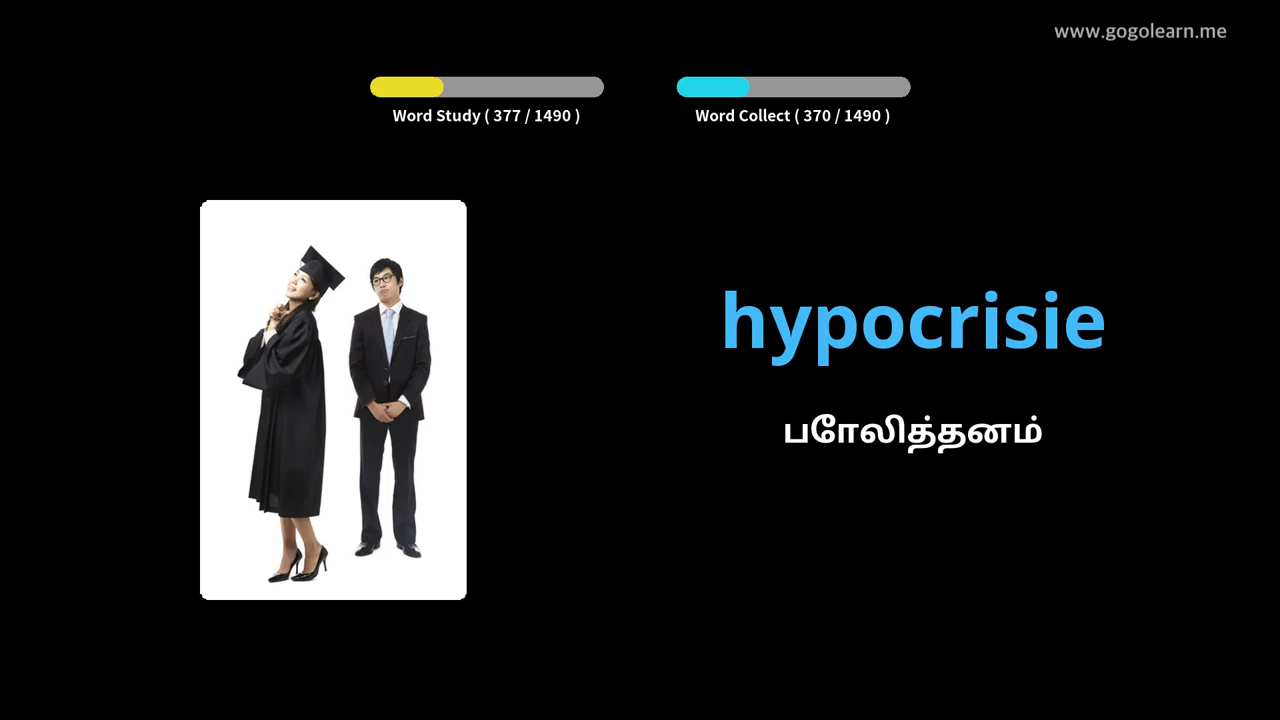 www.gogolearn.me
Word Study ( 377 / 1490 )
Word Collect ( 370 / 1490 )
hypocrisie
போலித்தனம்